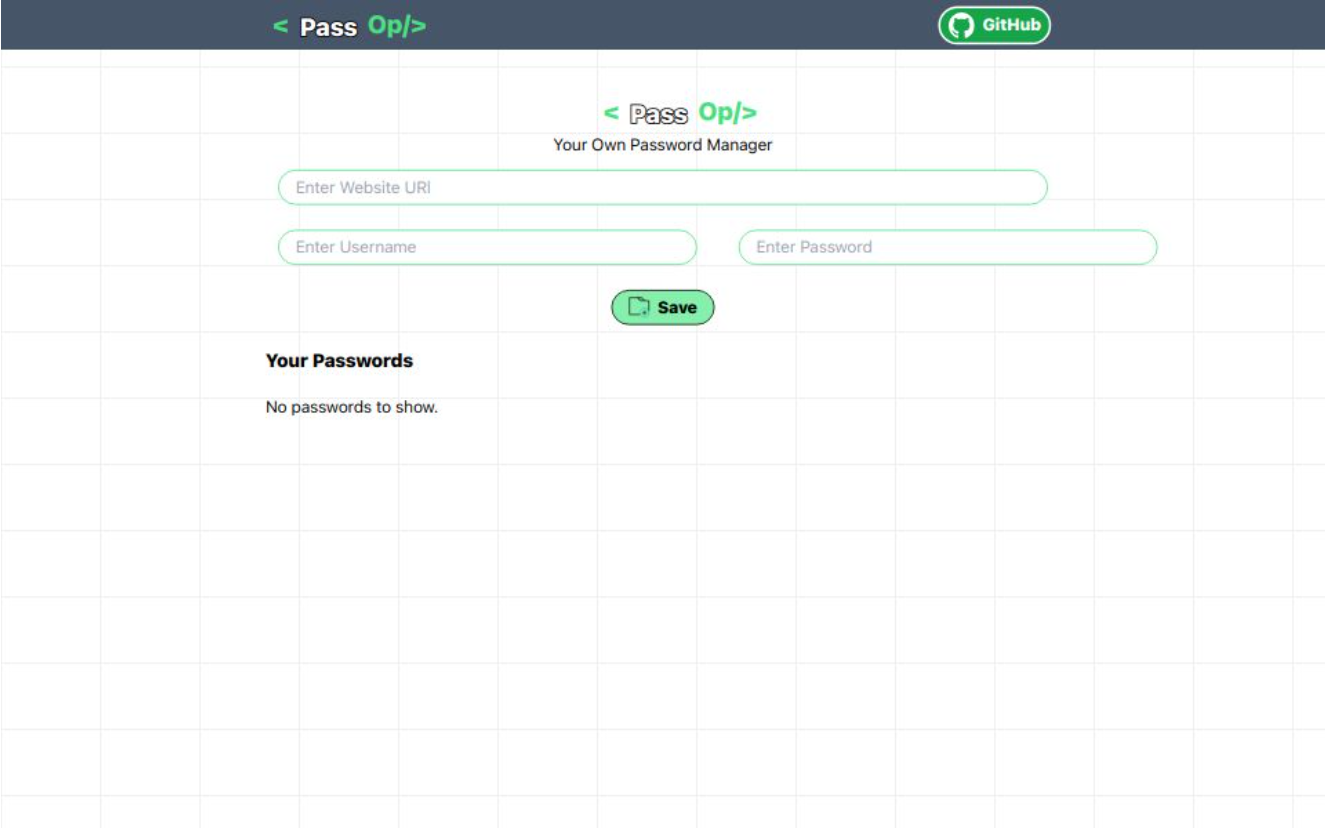 < Pass Op/>
GitHub
< Pass Op/>
Your Own Password Manager
Enter Website URl
Enter Username
Enter Password
Save
Your Passwords
No passwords to show.